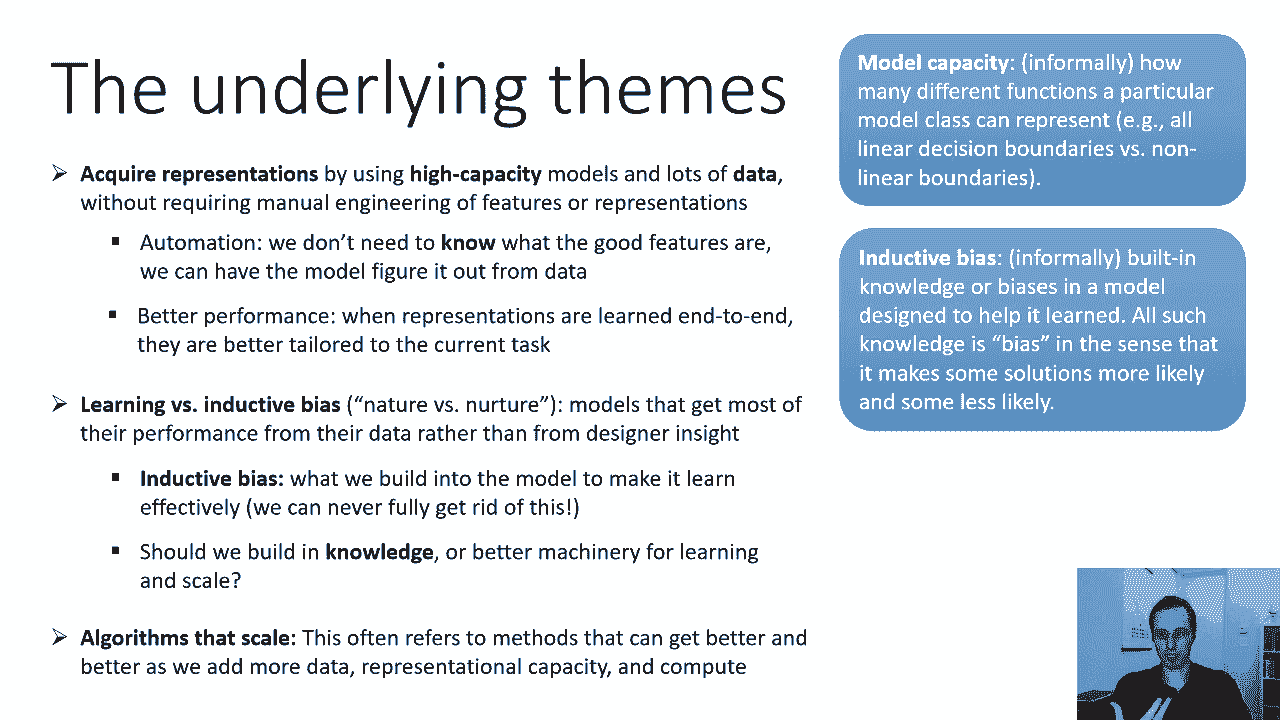 The underlying themes
➢ Acquire representations by using high-capacity models and lots of data,
without requiring manual engineering of features or representations
▪ Automation: we don't need to know what the good features are,
we can have the model figure it out from data
▪ Better performance: when representations are learned end-to-end,
they are better tailored to the current task
➢ Learning vs. inductive bias ("nature vs. nurture"): models that get most of
their performance from their data rather than from designer insight
▪ Inductive bias: what we build into the model to make it learn
effectively (we can never fully get rid of this!)
▪ Should we build in knowledge, or better machinery for learning
and scale?
➢ Algorithms that scale: This often refers to methods that can get better and
better as we add more data, representational capacity, and compute
Model capacity: (informally) how
many different functions a particular
model class can represent (e.g., all
linear decision boundaries vs. non-
linear boundaries).
Inductive bias: (informally) built-in
knowledge or biases in a model
designed to help it learned. All such
knowledge is "bias" in the sense that
it makes some solutions more likely
and some less likely.